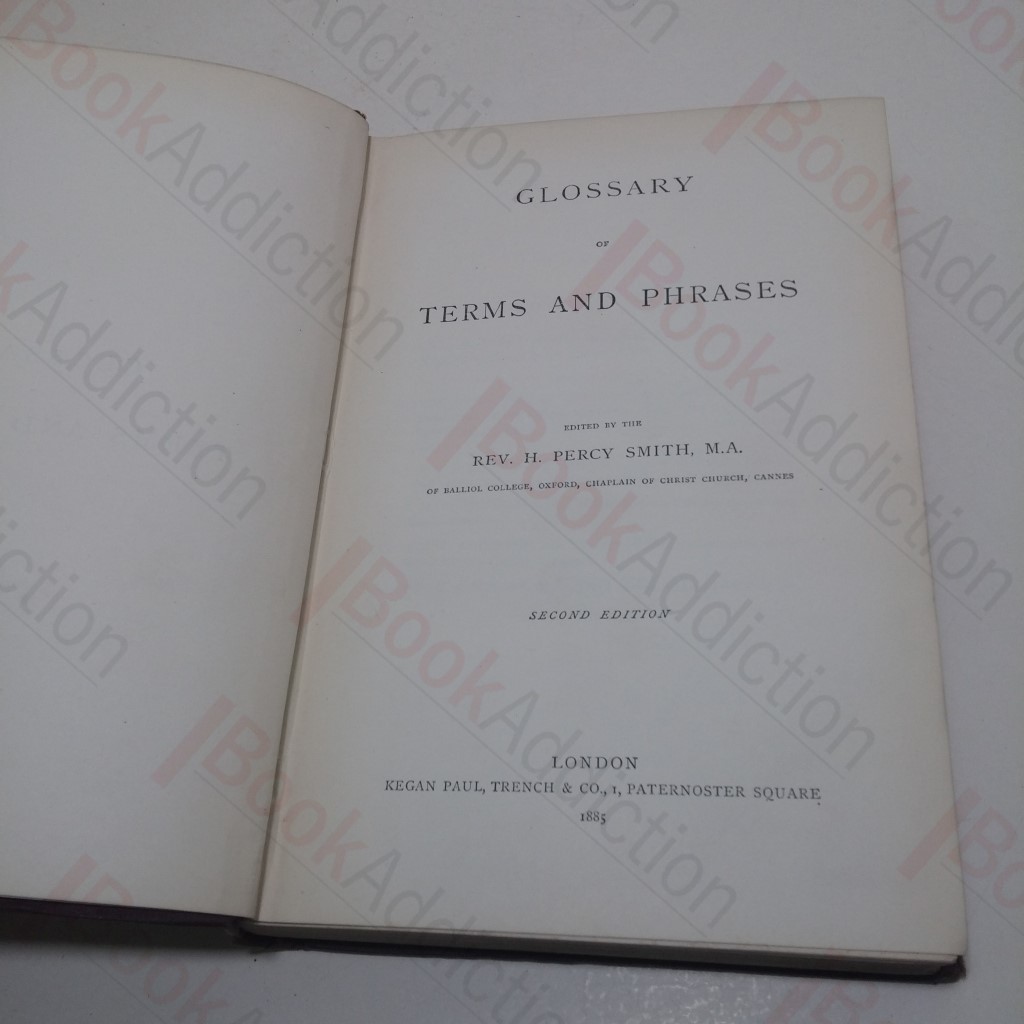 GLOSSARY
OF
TERMS AND PHRASES
EDITED BY THE
REV. H. PERCY SMITH, M.A.
OF BALLIOL COLLEGE, OXFORD, CHAPLAIN OF CHRIST CHURCH, CANNES
SECOND EDITION
LONDON
KEGAN PAUL, TRENCH & CO., 1, PATERNOSTER SQUARE
1885
BookAddiction